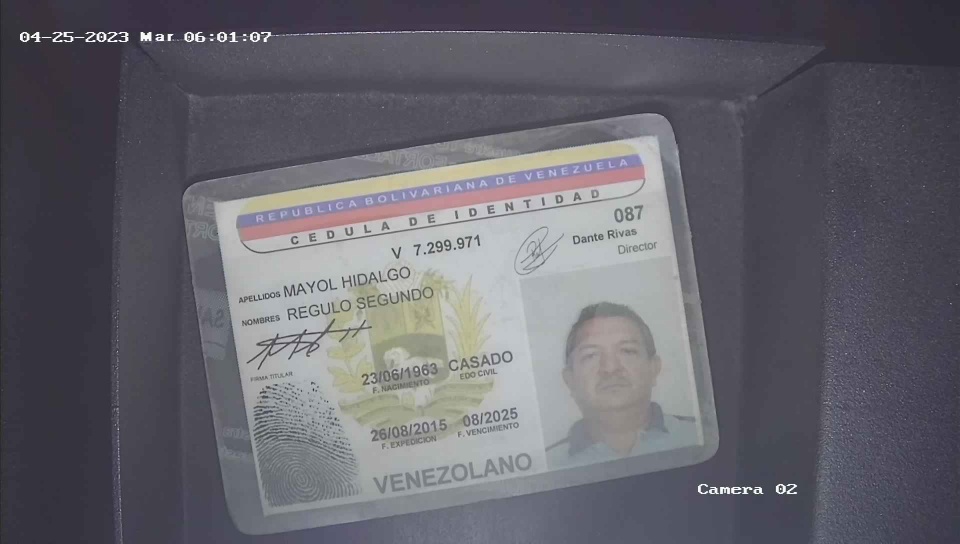 04-25-2023 Mar 06:01:07
REPUBLICA BOLIVARIANA DE VENEZUELA
CEDULA DE IDENTIDAD
V 7.299.971
087
Dante Rivas
Director
APELLIDOS MAYOL HIDALGO
NOMBRES REGULO SEGUNDO
FIRMA TITULAR
23/06/1963 CASADO
F. NACIMIENTO EDO CIVIL
26/08/2015 08/2025
F. EXPEDICION F. VENCIMIENTO
VENEZOLANO
Camera 02